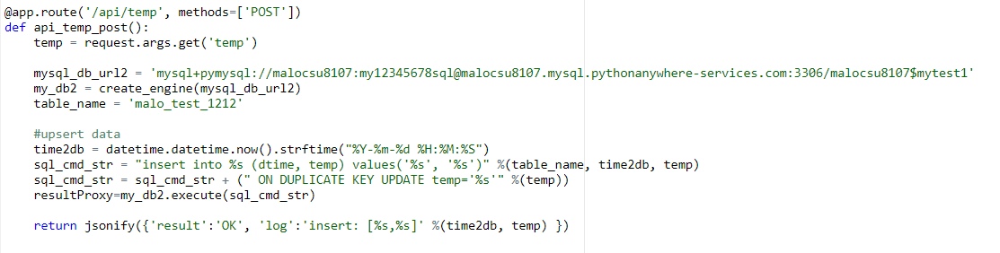 @app.route('/api/temp', methods=['POST'])
def api_temp_post():
    temp = request.args.get('temp')
    mysql_db_url2 = 'mysql+pymysql://malocsu8107:my12345678sql@malocsu8107.mysql.pythonanywhere-services.com:3306/malocsu8107$mytest1'
    my_db2 = create_engine(mysql_db_url2)
    table_name = 'malo_test_1212'
    #upsert data
    time2db = datetime.datetime.now().strftime("%Y-%m-%d %H:%M:%S")
    sql_cmd_str = "insert into %s (dtime, temp) values('%s', '%s')" %(table_name, time2db, temp)
    sql_cmd_str = sql_cmd_str + (" ON DUPLICATE KEY UPDATE temp='%s'" %(temp))
    resultProxy=my_db2.execute(sql_cmd_str)
    return jsonify({'result':'OK', 'log':'insert: [%s,%s]' %(time2db, temp) })